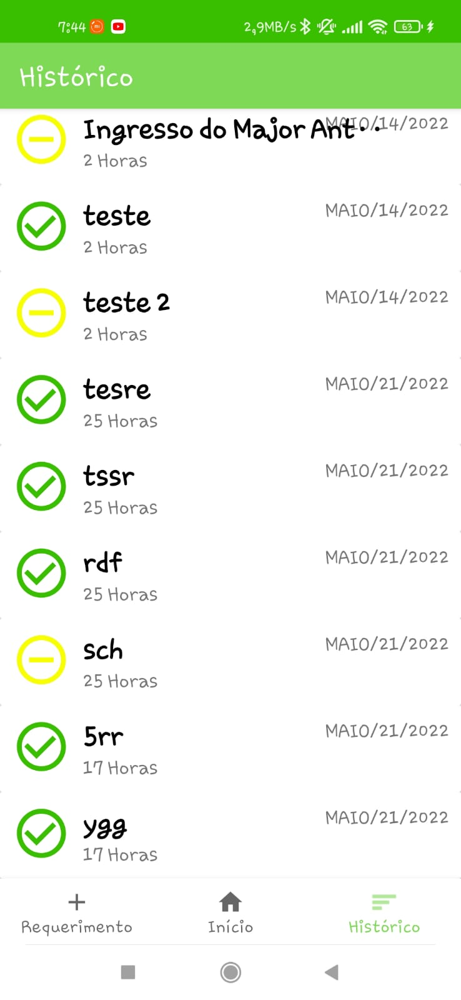 7:44
2,9MB/s
63
Histórico
Ingresso do Major Ant...
MAIO/14/2022
2 Horas
teste
MAIO/14/2022
2 Horas
teste 2
MAIO/14/2022
2 Horas
tesre
MAIO/21/2022
25 Horas
tssr
MAIO/21/2022
25 Horas
rdf
MAIO/21/2022
25 Horas
sch
MAIO/21/2022
25 Horas
5rr
MAIO/21/2022
17 Horas
ygg
MAIO/21/2022
17 Horas
Requerimento
Início
Histórico